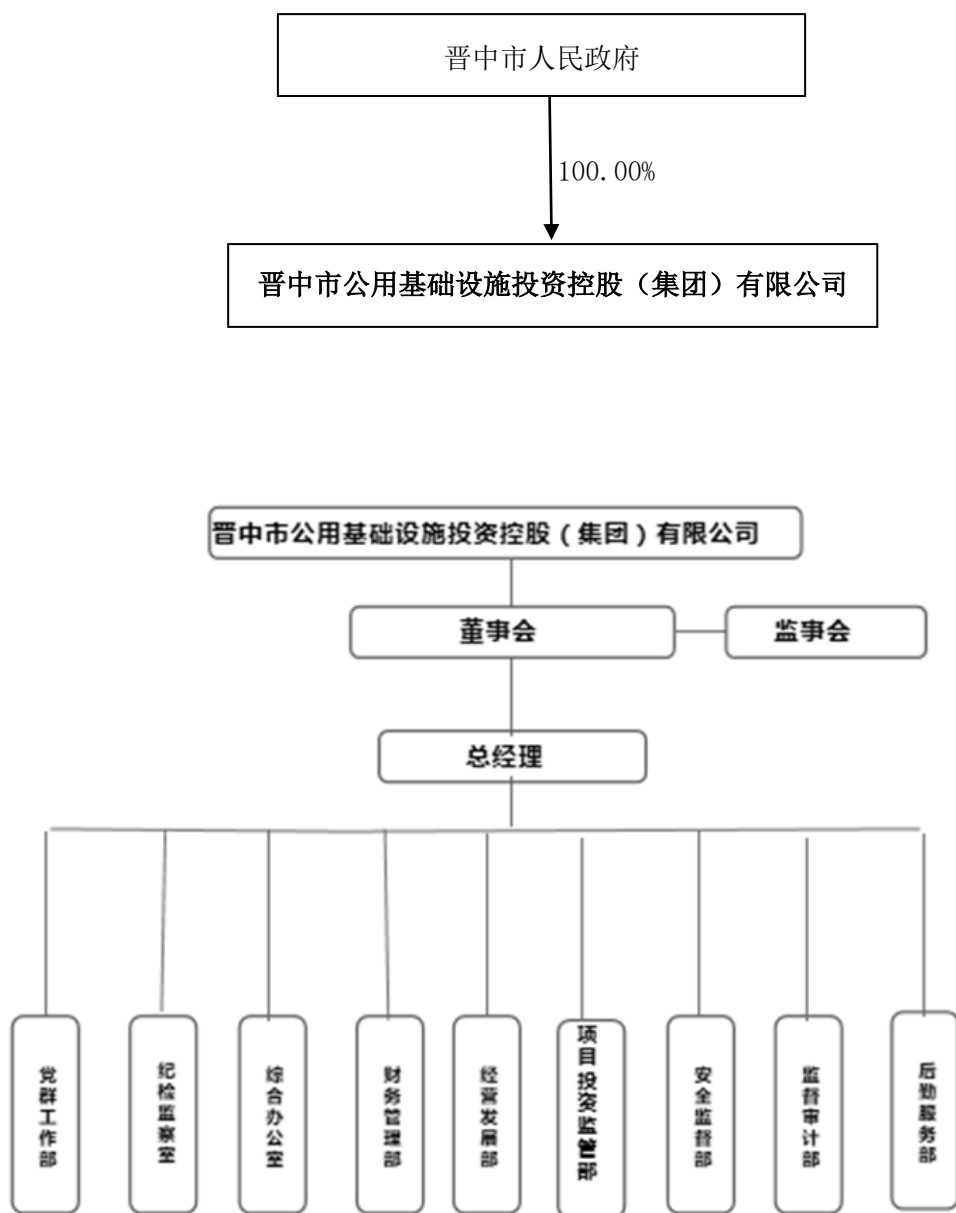 晋中市人民政府
100.00%
晋中市公用基础设施投资控股（集团）有限公司
晋中市公用基础设施投资控股（集团）有限公司
董事会
监事会
总经理
党群工作部
纪检监察室
综合办公室
财务管理部
经营发展部
项目投资监管部
安全监督部
监督审计部
后勤服务部